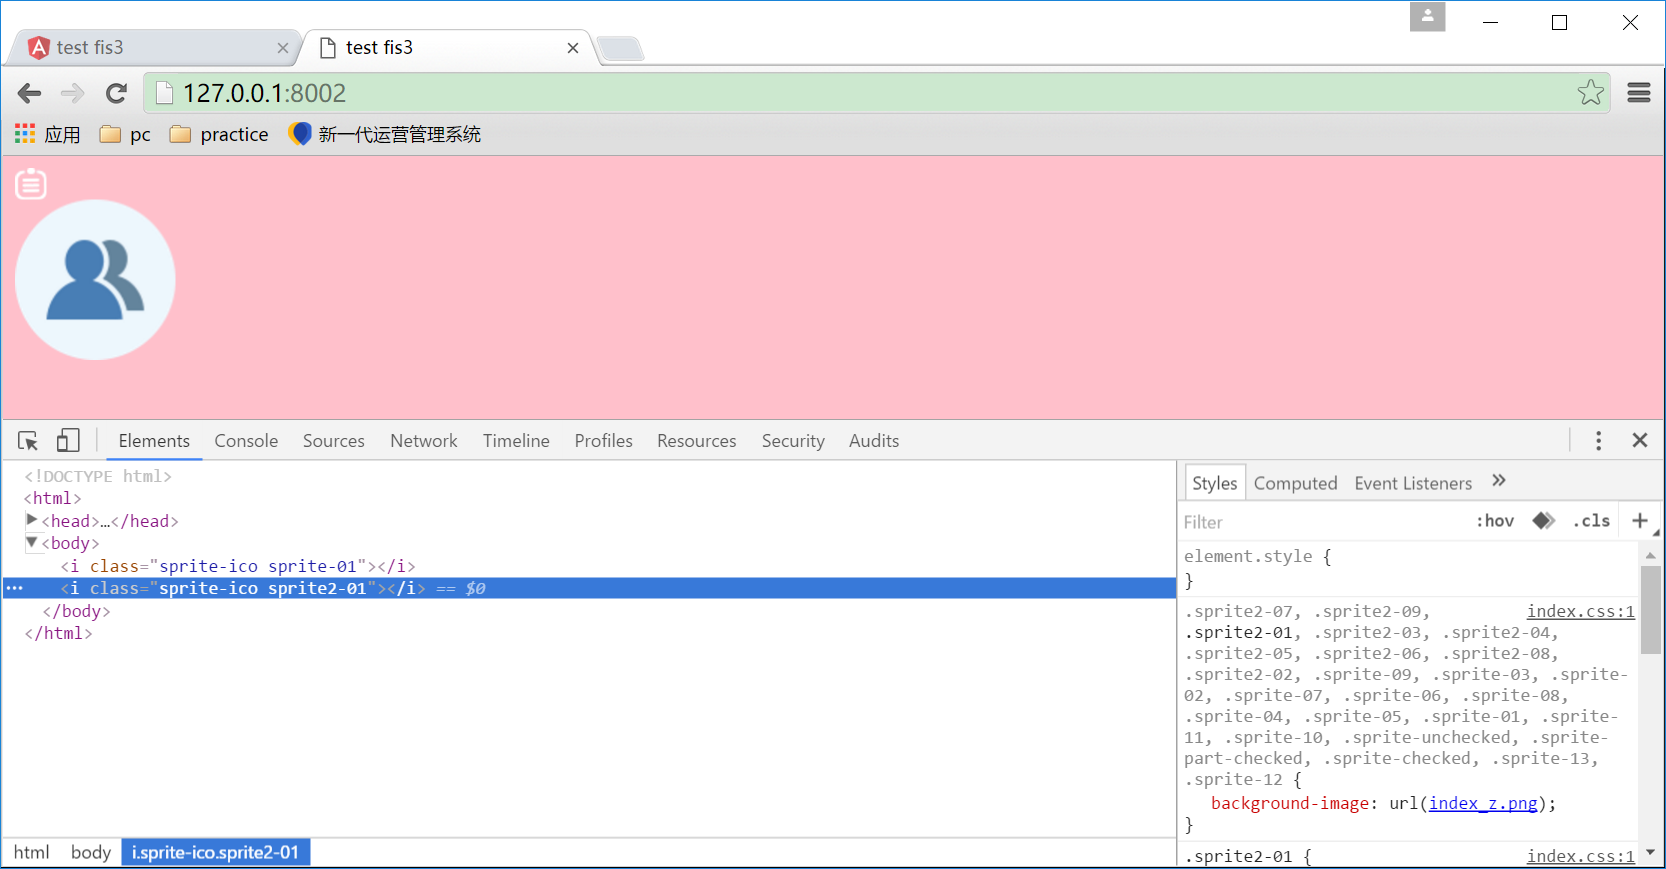 test fis3
test fis3
127.0.0.1:8002
应用 pc practice 新一代运营管理系统
Elements Console Sources Network Timeline Profiles Resources Security Audits
<!DOCTYPE html>
<html>
<head>…</head>
<body>
<i class="sprite-ico sprite-01"></i>
<i class="sprite-ico sprite2-01"></i> == $0
</body>
</html>
html body i.sprite-ico.sprite2-01
Styles Computed Event Listeners »
Filter :hov .cls +
element.style {
}
.sprite2-07, .sprite2-09, index.css:1
.sprite2-01, .sprite2-03, .sprite2-04,
.sprite2-05, .sprite2-06, .sprite2-08,
.sprite2-02, .sprite-09, .sprite-03, .sprite-
02, .sprite-07, .sprite-06, .sprite-08,
.sprite-04, .sprite-05, .sprite-01, .sprite-
11, .sprite-10, .sprite-unchecked, .sprite-
part-checked, .sprite-checked, .sprite-13,
.sprite-12 {
background-image: url(index_z.png);
}
.sprite2-01 { index.css:1